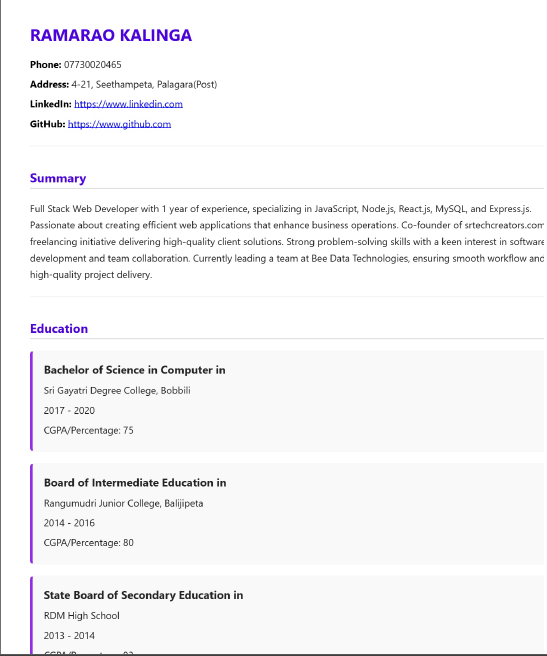 RAMARAO KALINGA
Phone: 07730020465
Address: 4-21, Seethampeta, Palagara(Post)
LinkedIn: https://www.linkedin.com
GitHub: https://www.github.com
Summary
Full Stack Web Developer with 1 year of experience, specializing in JavaScript, Node.js, React.js, MySQL, and Express.js.
Passionate about creating efficient web applications that enhance business operations. Co-founder of srtechcreators.com
freelancing initiative delivering high-quality client solutions. Strong problem-solving skills with a keen interest in software
development and team collaboration. Currently leading a team at Bee Data Technologies, ensuring smooth workflow and
high-quality project delivery.
Education
Bachelor of Science in Computer in
Sri Gayatri Degree College, Bobbili
2017 - 2020
CGPA/Percentage: 75
Board of Intermediate Education in
Rangumudri Junior College, Balijipeta
2014 - 2016
CGPA/Percentage: 80
State Board of Secondary Education in
RDM High School
2013 - 2014
CGPA/Percentage: